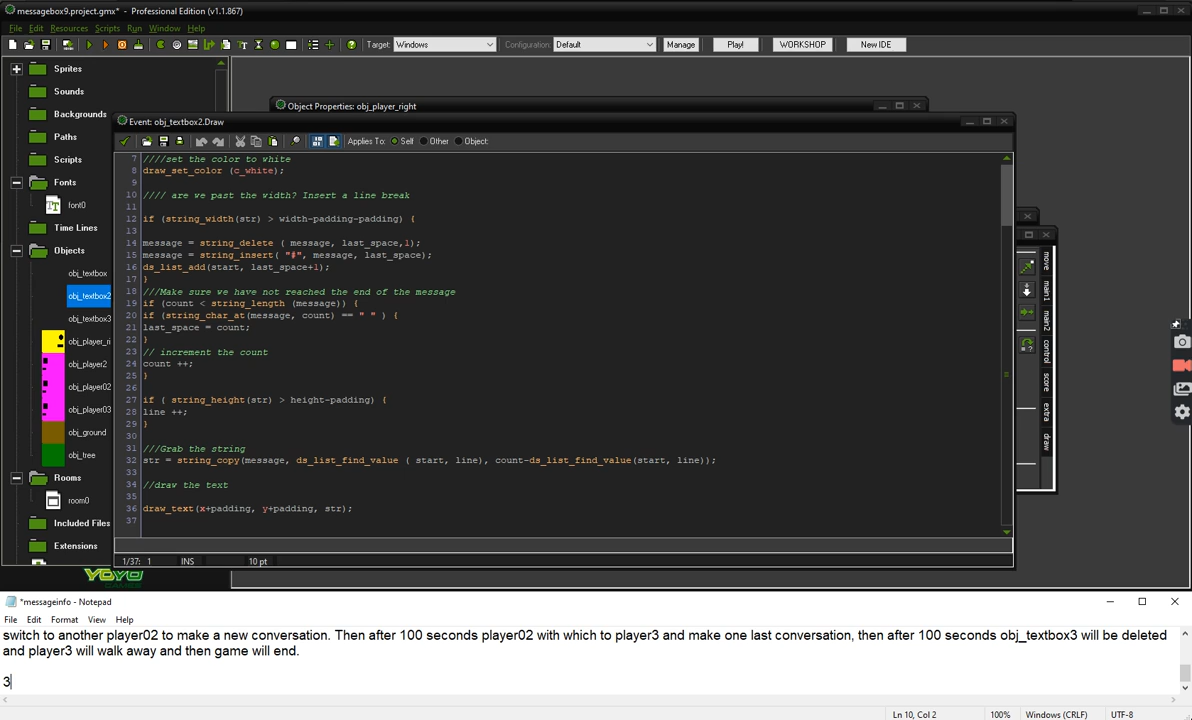 messagebox9.project.gmx* - Professional Edition (v1.1.867)
File Edit Resources Scripts Run Window Help
Target: Windows Configuration: Default Manage Play! WORKSHOP New IDE
Sprites
Sounds
Backgrounds
Paths
Scripts
Fonts
font0
Time Lines
Objects
obj_textbox
obj_textbox2
obj_textbox3
obj_player_ri
obj_player2
obj_player02
obj_player03
obj_ground
obj_tree
Rooms
room0
Included Files
Extensions
YOYO
GAMES
Object Properties: obj_player_right
Event: obj_textbox2.Draw
Applies To: Self Other Object:
7 ////set the color to white
8 draw_set_color (c_white);
9
10 //// are we past the width? Insert a line break
11
12 if (string_width(str) > width-padding-padding) {
13
14 message = string_delete ( message, last_space,1);
15 message = string_insert( "#", message, last_space);
16 ds_list_add(start, last_space+1);
17 }
18 ///Make sure we have not reached the end of the message
19 if (count < string_length (message)) {
20 if (string_char_at(message, count) == " " ) {
21 last_space = count;
22 }
23 // increment the count
24 count ++;
25 }
26
27 if ( string_height(str) > height-padding) {
28 line ++;
29 }
30
31 ///Grab the string
32 str = string_copy(message, ds_list_find_value ( start, line), count-ds_list_find_value(start, line));
33
34 //draw the text
35
36 draw_text(x+padding, y+padding, str);
37
1/37: 1 INS 10 pt
move
main1
main2
control
score
extra
draw
*messageinfo - Notepad
File Edit Format View Help
switch to another player02 to make a new conversation. Then after 100 seconds player02 with which to player3 and make one last conversation, then after 100 seconds obj_textbox3 will be deleted
and player3 will walk away and then game will end.
3
Ln 10, Col 2 100% Windows (CRLF) UTF-8